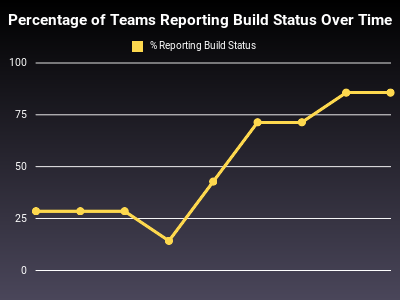 Percentage of Teams Reporting Build Status Over Time
% Reporting Build Status
100
75
50
25
0